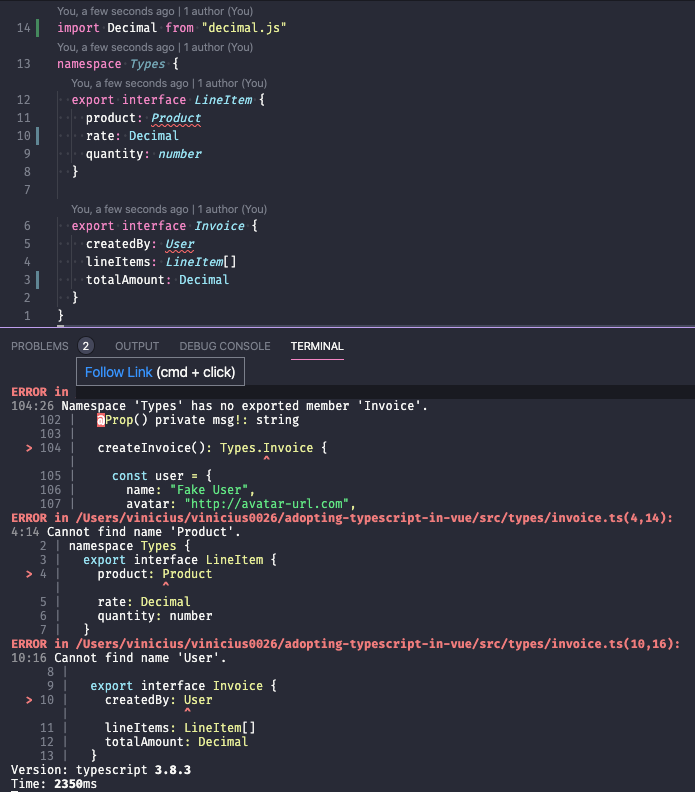 You, a few seconds ago | 1 author (You)
14 import Decimal from "decimal.js"
You, a few seconds ago | 1 author (You)
13 namespace Types {
You, a few seconds ago | 1 author (You)
12 export interface LineItem {
11 product: Product
10 rate: Decimal
9 quantity: number
8 }
7
You, a few seconds ago | 1 author (You)
6 export interface Invoice {
5 createdBy: User
4 lineItems: LineItem[]
3 totalAmount: Decimal
2 }
1 }
PROBLEMS 2 OUTPUT DEBUG CONSOLE TERMINAL
Follow Link (cmd + click)
ERROR in
104:26 Namespace 'Types' has no exported member 'Invoice'.
102 | @Prop() private msg!: string
103 |
> 104 | createInvoice(): Types.Invoice {
| ^
105 | const user = {
106 | name: "Fake User",
107 | avatar: "http://avatar-url.com",
ERROR in /Users/vinicius/vinicius0026/adopting-typescript-in-vue/src/types/invoice.ts(4,14):
4:14 Cannot find name 'Product'.
2 | namespace Types {
3 | export interface LineItem {
> 4 | product: Product
| ^
5 | rate: Decimal
6 | quantity: number
7 | }
ERROR in /Users/vinicius/vinicius0026/adopting-typescript-in-vue/src/types/invoice.ts(10,16):
10:16 Cannot find name 'User'.
8 |
9 | export interface Invoice {
> 10 | createdBy: User
| ^
11 | lineItems: LineItem[]
12 | totalAmount: Decimal
13 | }
Version: typescript 3.8.3
Time: 2350ms